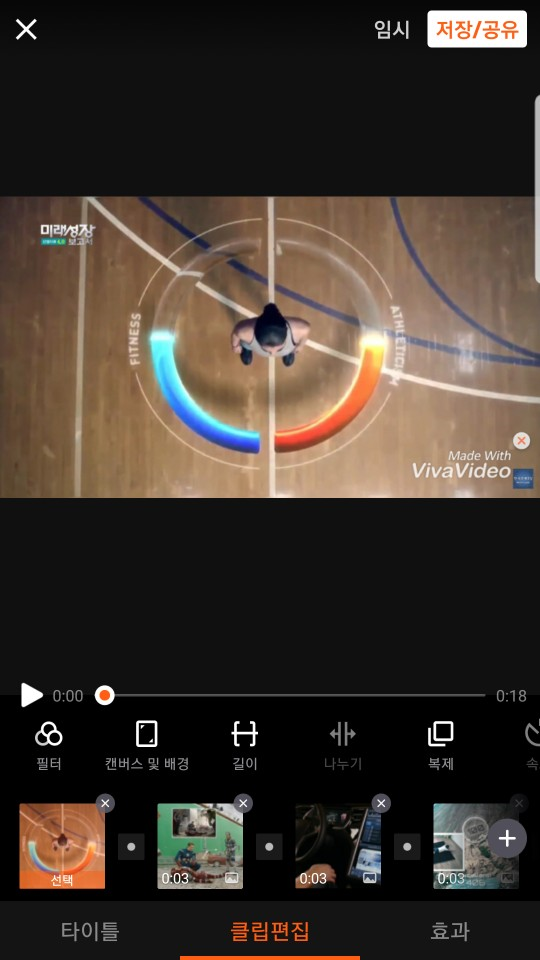 임시
저장/공유
미래성장
보고서
FITNESS
ATHLETICISM
Made With
VivaVideo
0:00
0:18
필터
캔버스 및 배경
길이
나누기
복제
속
선택
0:03
0:03
0:03
타이틀
클립편집
효과